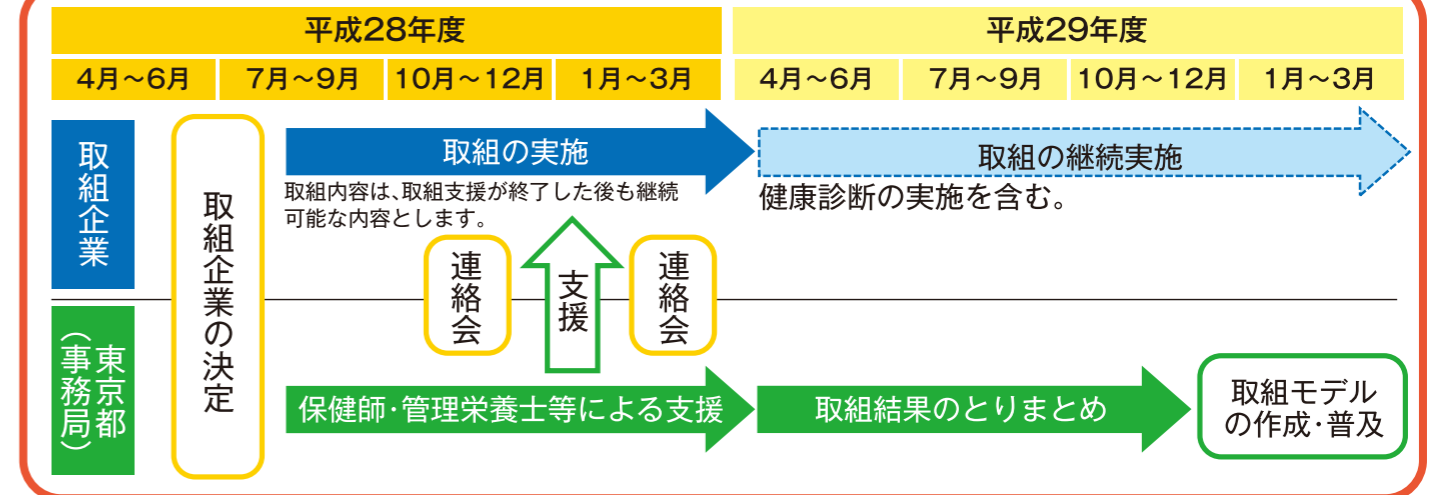 平成28年度
平成29年度
4月～6月
7月～9月
10月～12月
1月～3月
4月～6月
7月～9月
10月～12月
1月～3月
取組企業
取組企業の決定
取組の実施
取組内容は、取組支援が終了した後も継続
可能な内容とします。
取組の継続実施
健康診断の実施を含む。
連絡会
支援
連絡会
東京都
（事務局）
保健師・管理栄養士等による支援
取組結果のとりまとめ
取組モデル
の作成・普及